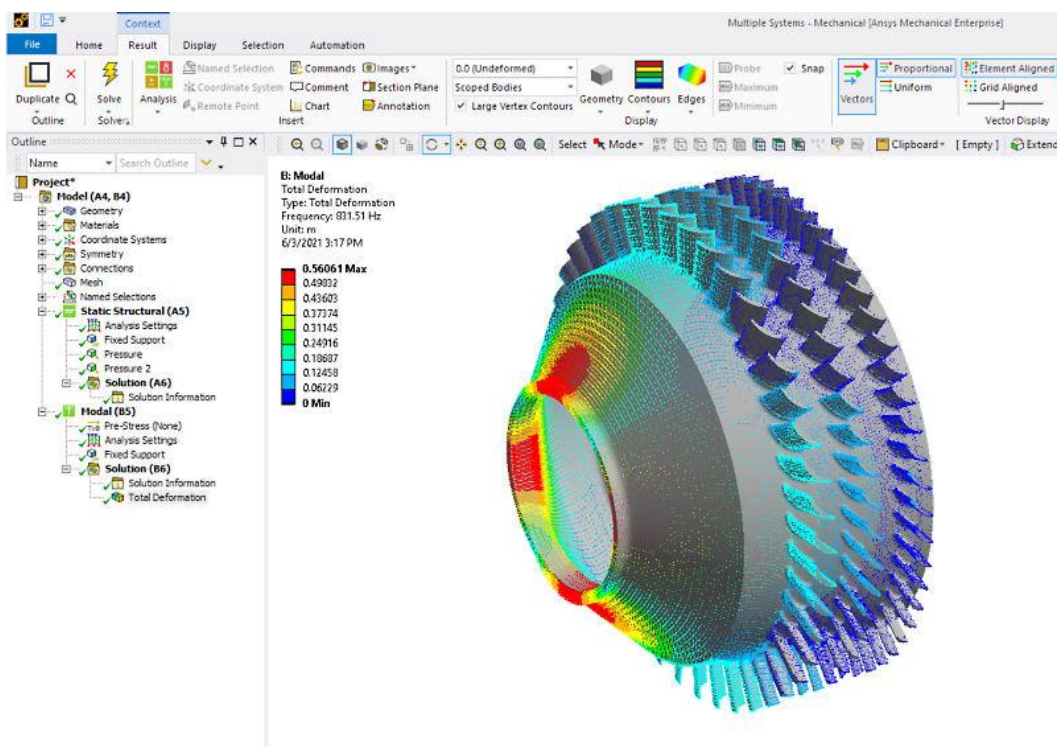 Context
Multiple Systems - Mechanical [Ansys Mechanical Enterprise]
File Home Result Display Selection Automation
Duplicate
Outline
Solve
Solver
Analysis
Named Selection
Coordinate System
Remote Point
Commands
Comment
Chart
Images
Section Plane
Annotation
Insert
0.0 (Undeformed)
Scoped Bodies
Large Vertex Contours
Geometry Contours Edges
Probe
Maximum
Minimum
Snap
Display
Vectors
Proportional
Uniform
Element Aligned
Grid Aligned
Vector Display
Outline
Name Search Outline
Select Mode Clipboard [ Empty ] Extend
Project*
Model (A4, B4)
Geometry
Materials
Coordinate Systems
Symmetry
Connections
Mesh
Named Selections
Static Structural (A5)
Analysis Settings
Fixed Support
Pressure
Pressure 2
Solution (A6)
Solution Information
Modal (B5)
Pre-Stress (None)
Analysis Settings
Fixed Support
Solution (B6)
Solution Information
Total Deformation
B: Modal
Total Deformation
Type: Total Deformation
Frequency: 831.51 Hz
Unit: m
6/3/2021 3:17 PM
0.56061 Max
0.49832
0.43603
0.37374
0.31145
0.24916
0.18687
0.12458
0.06229
0 Min